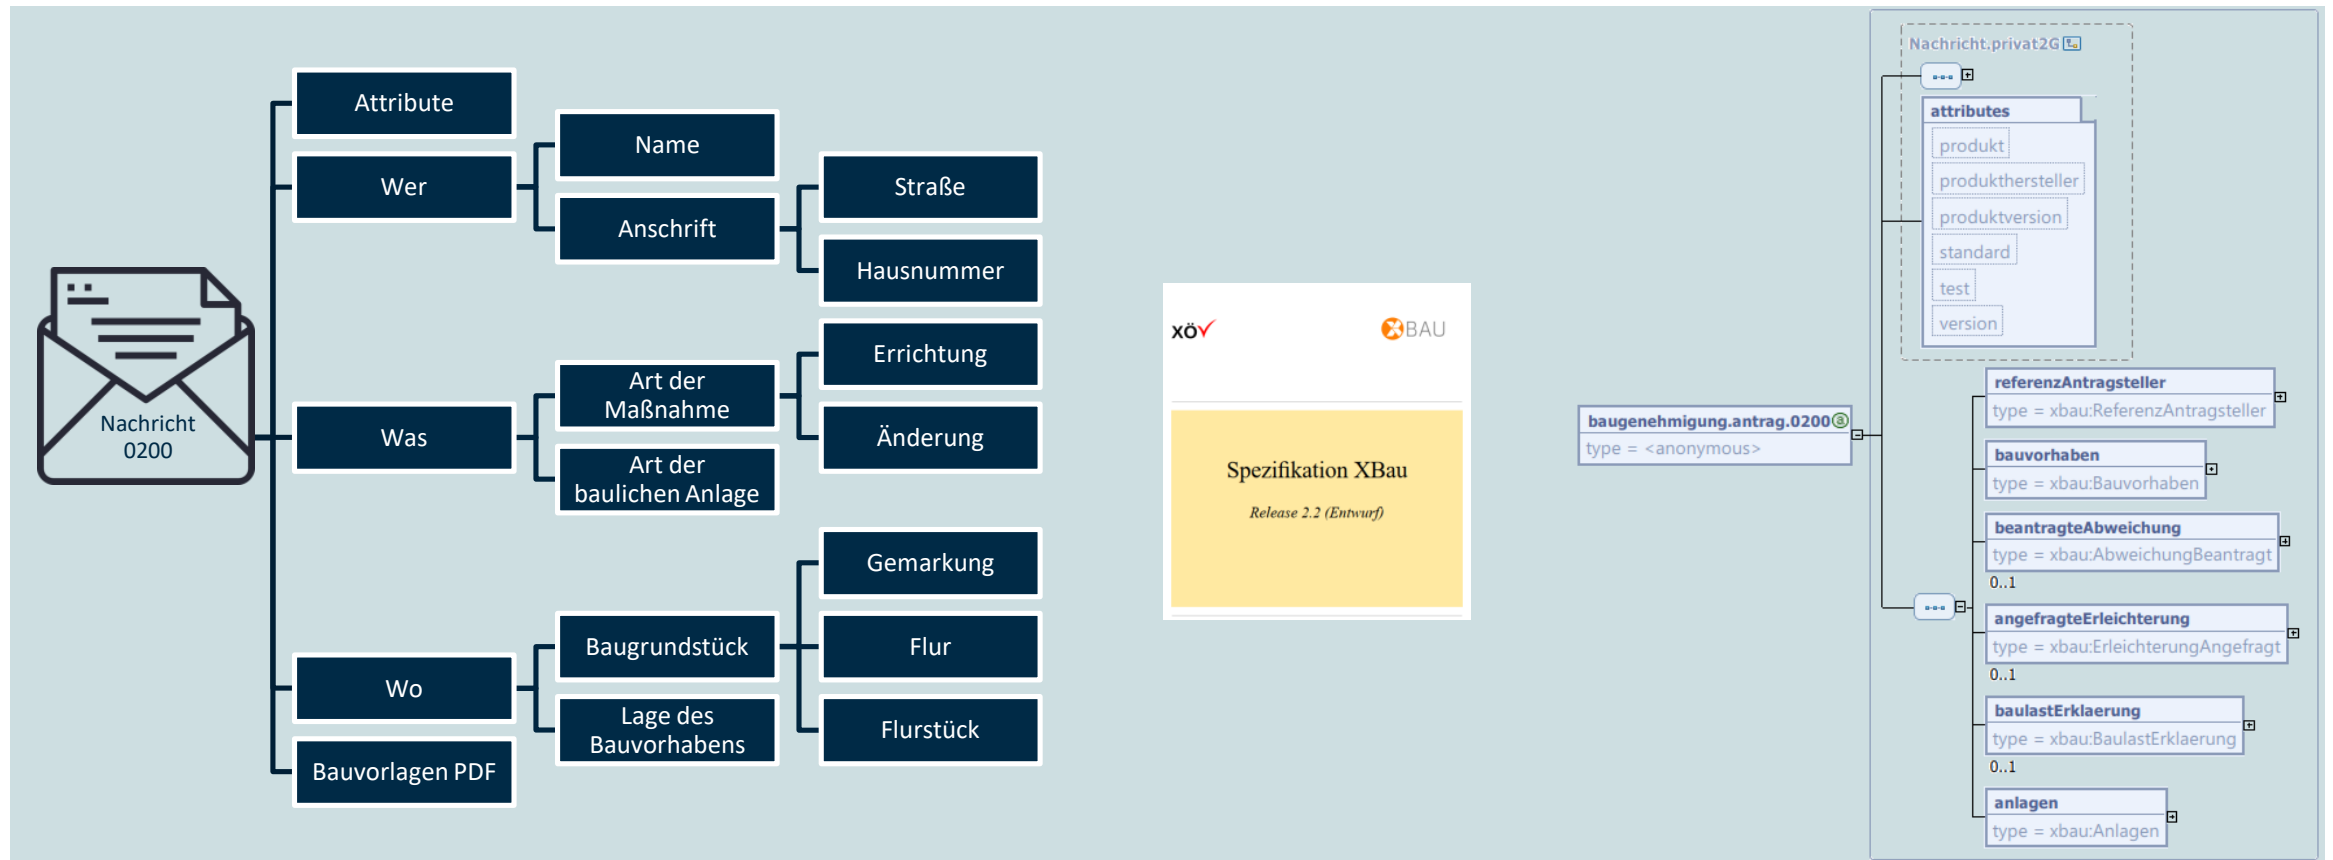 Nachricht
0200
Attribute
Wer
Name
Anschrift
Straße
Hausnummer
Was
Art der
Maßnahme
Errichtung
Änderung
Art der
baulichen Anlage
Wo
Baugrundstück
Gemarkung
Flur
Flurstück
Lage des
Bauvorhabens
Bauvorlagen PDF
xöv
XBAU
Spezifikation XBau
Release 2.2 (Entwurf)
baugenehmigung.antrag.0200 a
type = <anonymous>
Nachricht.privat2G
attributes
produkt
produkthersteller
produktversion
standard
test
version
referenzAntragsteller
type = xbau:ReferenzAntragsteller
bauvorhaben
type = xbau:Bauvorhaben
beantragteAbweichung
type = xbau:AbweichungBeantragt
0..1
angefragteErleichterung
type = xbau:ErleichterungAngefragt
0..1
baulastErklaerung
type = xbau:BaulastErklaerung
0..1
anlagen
type = xbau:Anlagen